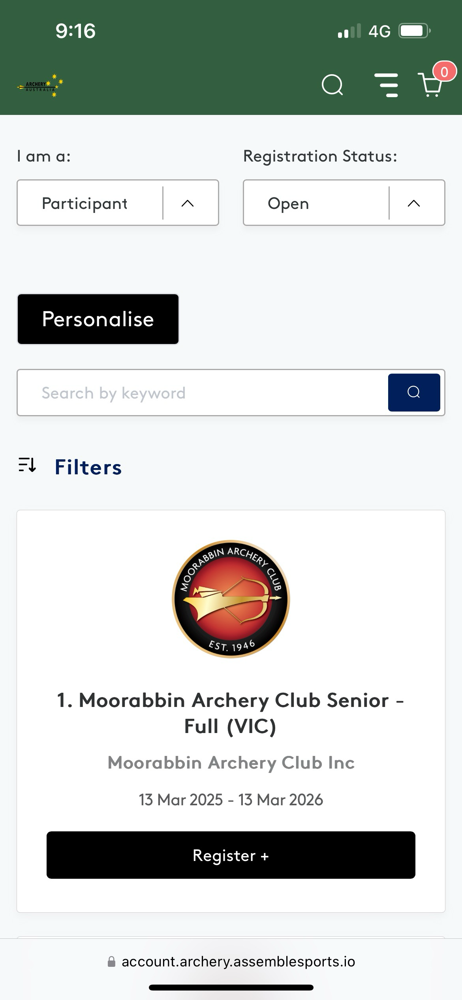 9:16
4G
0
ARCHERY
AUSTRALIA
I am a:
Registration Status:
Participant
Open
Personalise
Search by keyword
Filters
MOORABBIN ARCHERY CLUB
EST. 1946
1. Moorabbin Archery Club Senior -
Full (VIC)
Moorabbin Archery Club Inc
13 Mar 2025 - 13 Mar 2026
Register +
account.archery.assemblesports.io